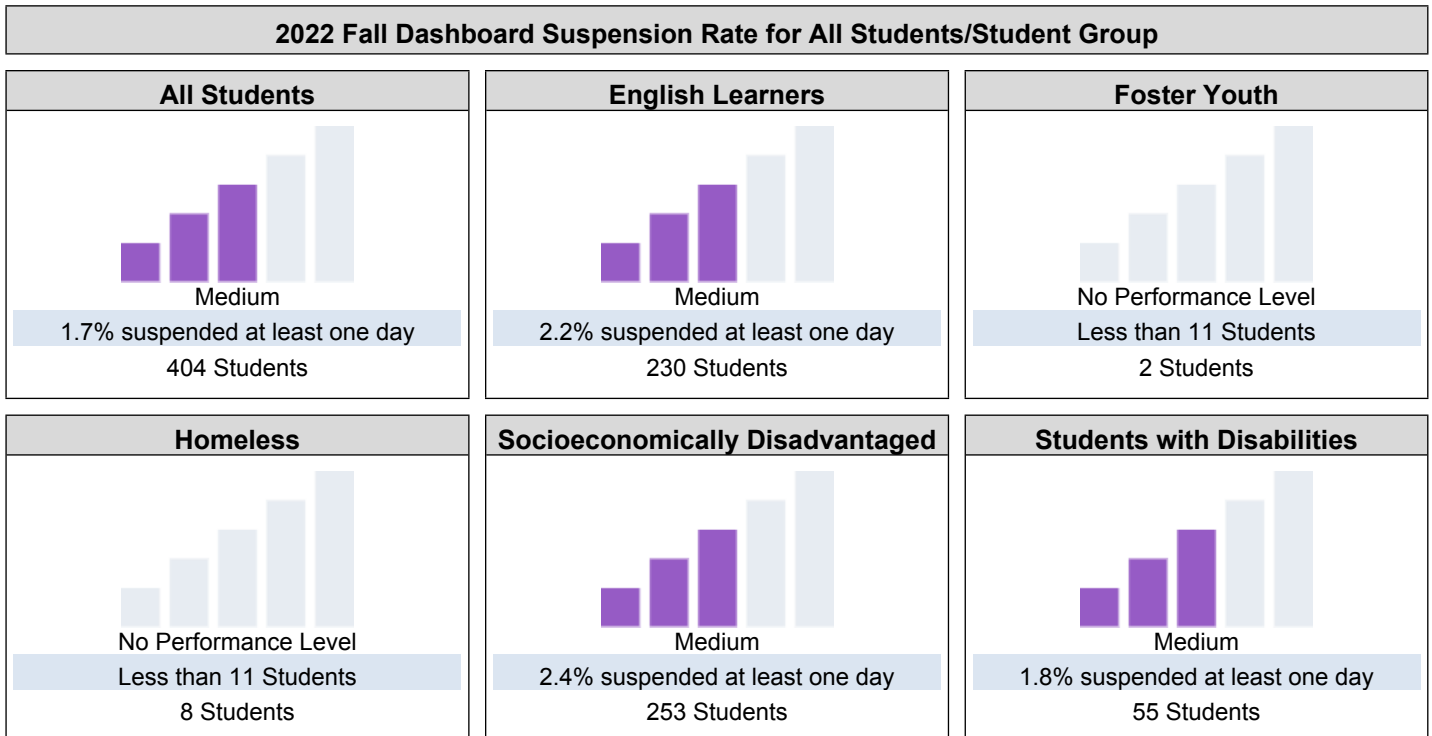 2022 Fall Dashboard Suspension Rate for All Students/Student Group
All Students
Medium
1.7% suspended at least one day
404 Students
English Learners
Medium
2.2% suspended at least one day
230 Students
Foster Youth
No Performance Level
Less than 11 Students
2 Students
Homeless
No Performance Level
Less than 11 Students
8 Students
Socioeconomically Disadvantaged
Medium
2.4% suspended at least one day
253 Students
Students with Disabilities
Medium
1.8% suspended at least one day
55 Students